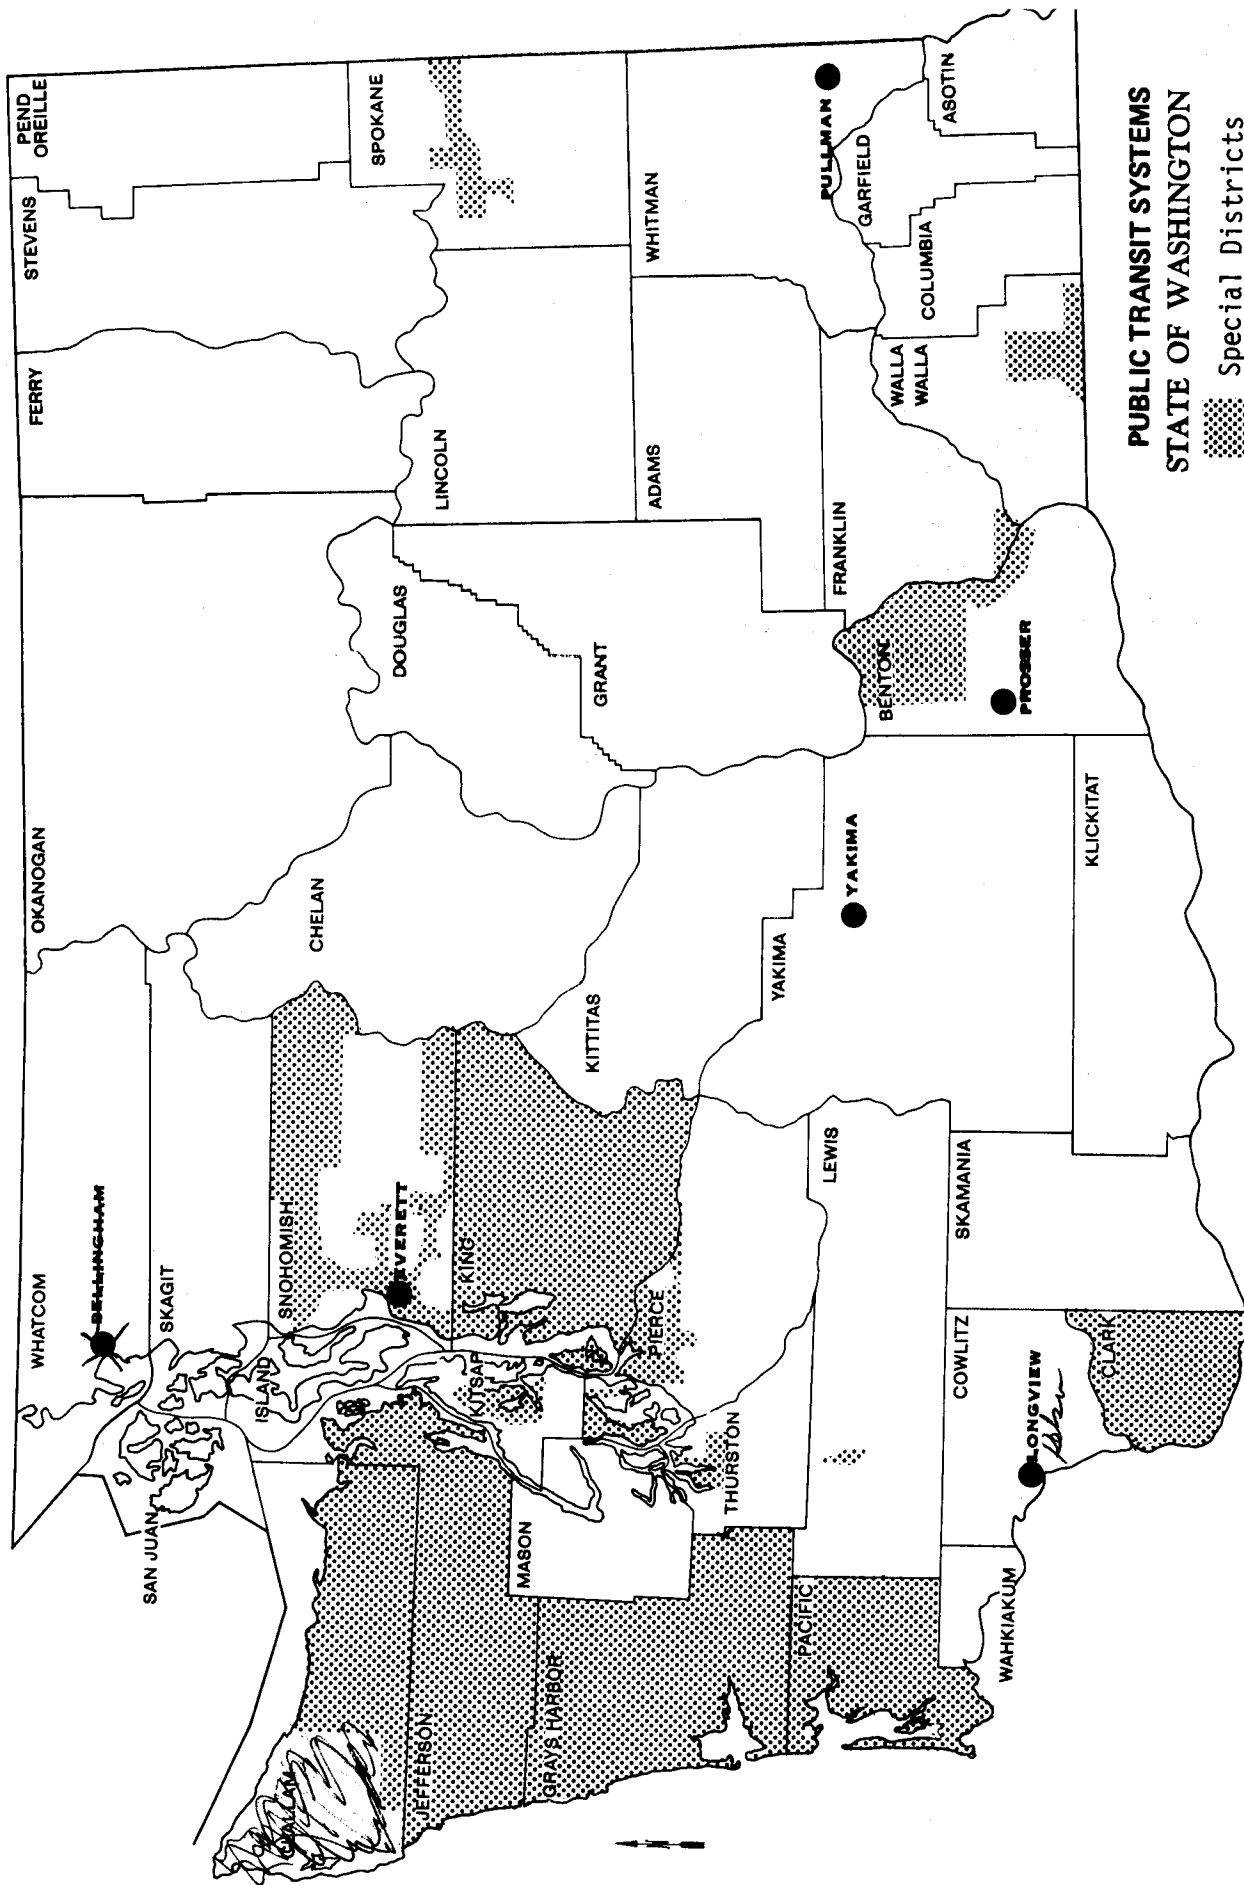 PEND
OREILLE
STEVENS
FERRY
OKANOGAN
WHATCOM
BELLINGHAM
SAN JUAN
SKAGIT
ISLAND
SNOHOMISH
EVERETT
CHELAN
DOUGLAS
LINCOLN
SPOKANE
CLALLAM
JEFFERSON
KITSAP
KING
GRANT
ADAMS
WHITMAN
PULLMAN
MASON
GRAYS HARBOR
PIERCE
KITTITAS
THURSTON
YAKIMA
YAKIMA
BENTON
PROSSER
FRANKLIN
WALLA
WALLA
COLUMBIA
GARFIELD
ASOTIN
PACIFIC
LEWIS
WAHKIAKUM
COWLITZ
LONGVIEW
SKAMANIA
CLARK
KLICKITAT
PUBLIC TRANSIT SYSTEMS
STATE OF WASHINGTON
Special Districts